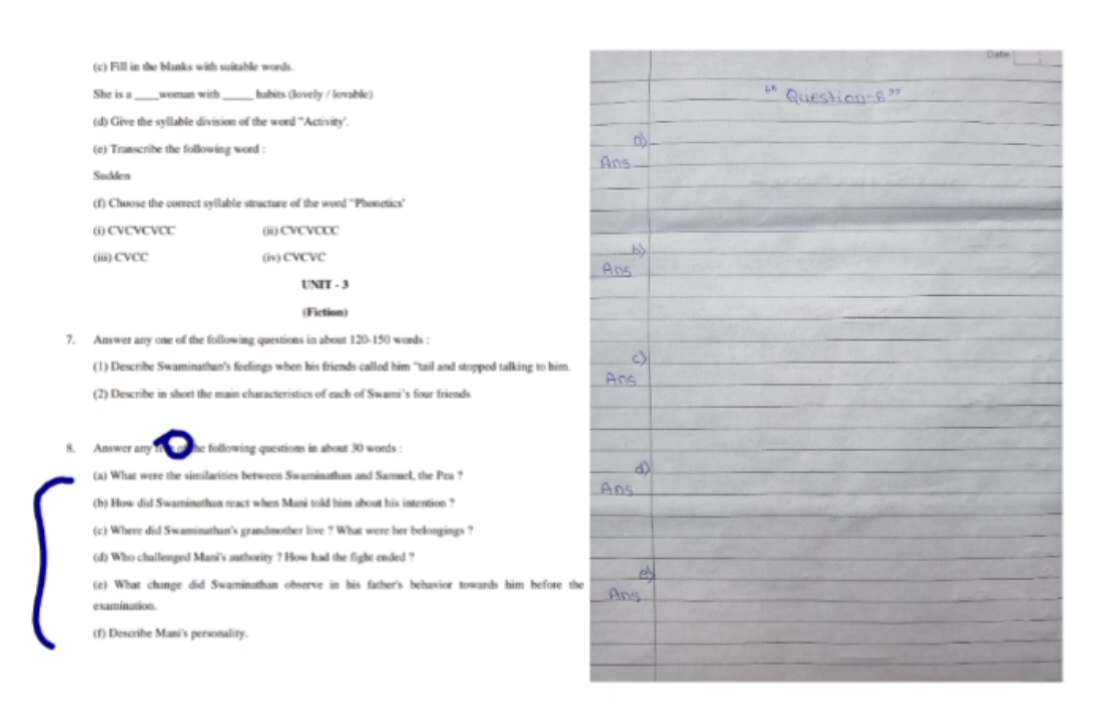 (c) Fill in the blanks with suitable words.
She is a ____woman with _____ habits (lovely / lovable)
(d) Give the syllable division of the word "Activity'.
(e) Transcribe the following word :
Sudden
(f) Choose the correct syllable structure of the word "Phonetics'
(i) CVCVCVCC (ii) CVCVCCC
(iii) CVCC (iv) CVCVC
UNIT - 3
(Fiction)
7. Answer any one of the following questions in about 120-150 words :
(1) Describe Swaminathan's feelings when his friends called him "tail and stopped talking to him.
(2) Describe in short the main characteristics of each of Swami's four friends
8. Answer any following questions in about 30 words :
(a) What were the similarities between Swaminathan and Samuel, the Pea ?
(b) How did Swaminathan react when Mani told him about his intention ?
(c) Where did Swaminathan's grandmother live ? What were her belongings ?
(d) Who challenged Mani's authority ? How had the fight ended ?
(e) What change did Swaminathan observe in his father's behavior towards him before the
examination.
(f) Describe Mani's personality.
Date
"Question-8"
a)
Ans
b)
Ans
c)
Ans
d)
Ans
e)
Ans